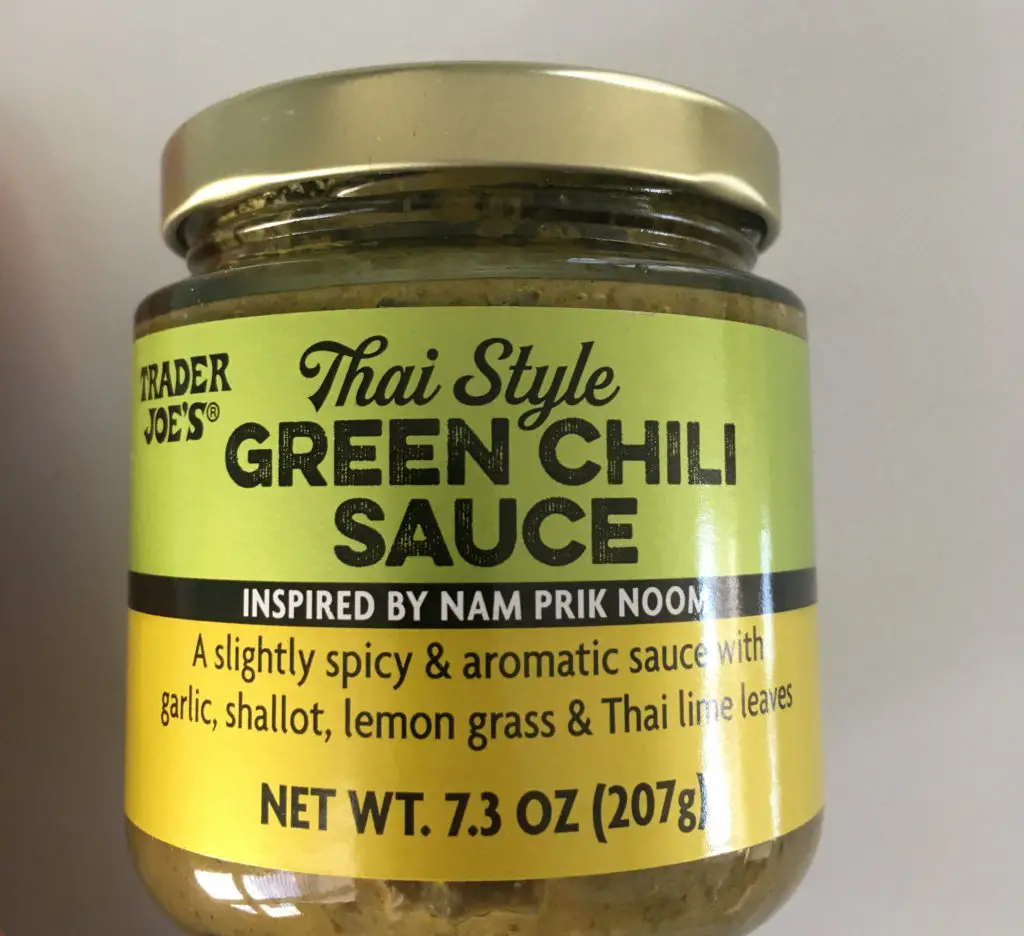 TRADER
JOE'S®
Thai Style
GREEN CHILI
SAUCE
INSPIRED BY NAM PRIK NOOM
A slightly spicy & aromatic sauce with
garlic, shallot, lemon grass & Thai lime leaves
NET WT. 7.3 OZ (207g)